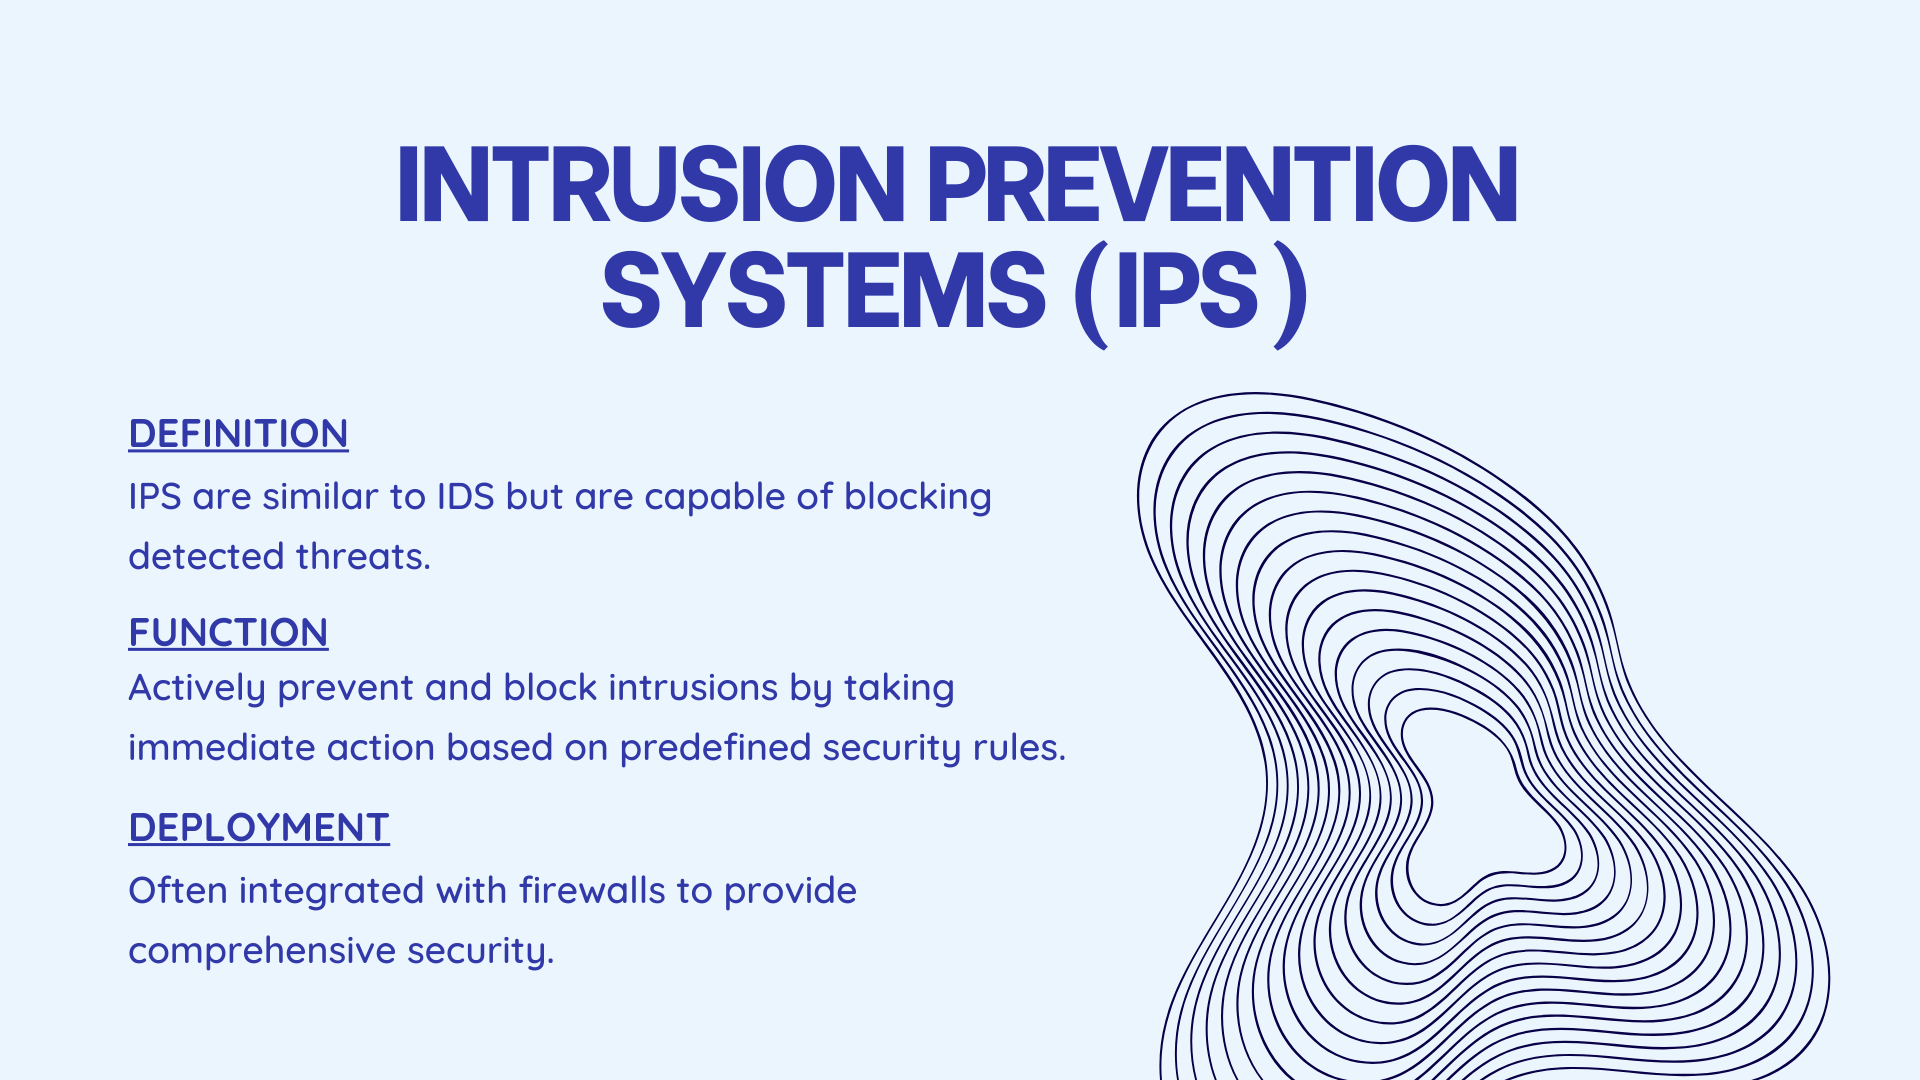 INTRUSION PREVENTION
SYSTEMS (IPS)
DEFINITION
IPS are similar to IDS but are capable of blocking
detected threats.
FUNCTION
Actively prevent and block intrusions by taking
immediate action based on predefined security rules.
DEPLOYMENT
Often integrated with firewalls to provide
comprehensive security.